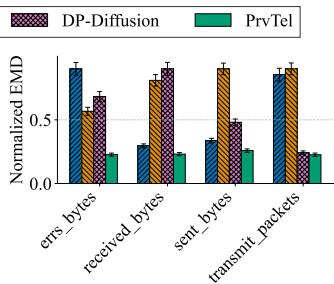 DP-Diffusion PrvTel
Normalized EMD
0.5
0.0
errs_bytes
received_bytes
sent_bytes
transmit_packets